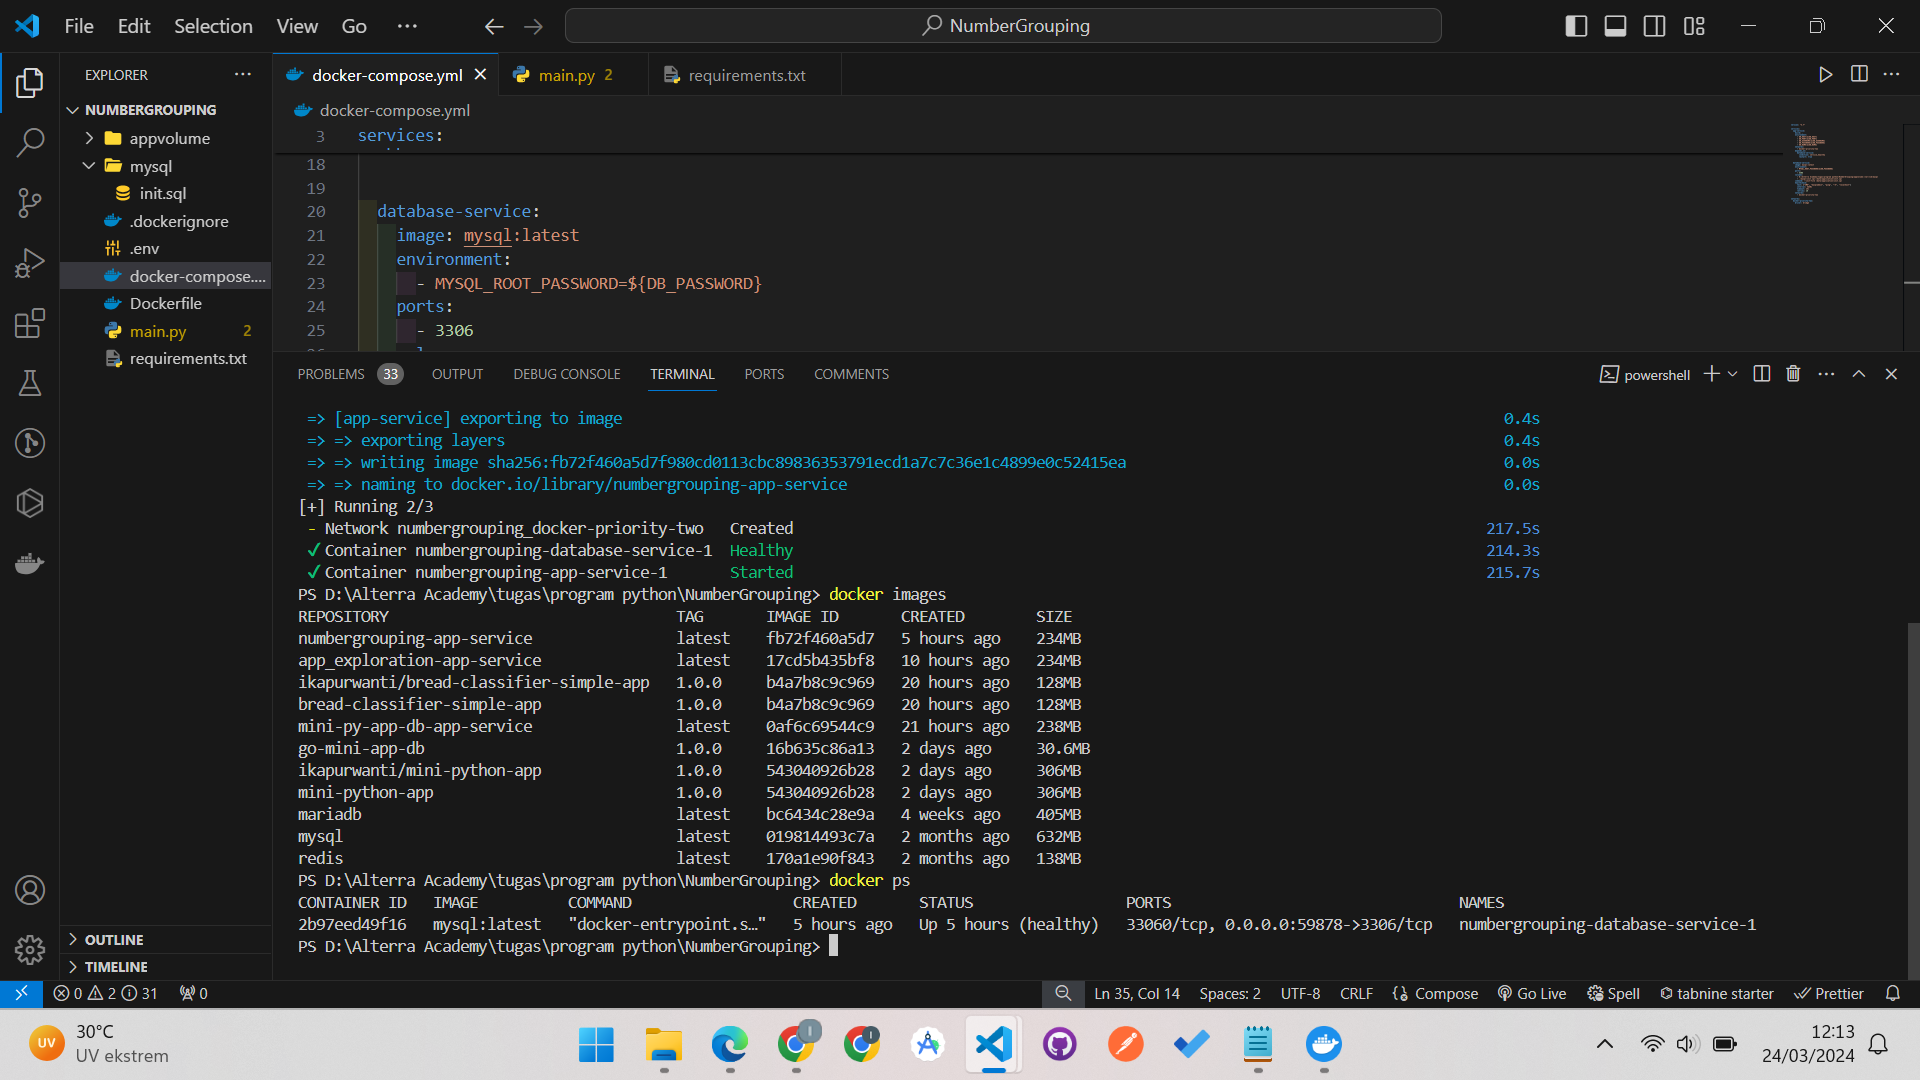 File Edit Selection View Go ··· NumberGrouping
EXPLORER ···
NUMBERGROUPING
appvolume
mysql
init.sql
.dockerignore
.env
docker-compose....
Dockerfile
main.py 2
requirements.txt
OUTLINE
TIMELINE
docker-compose.yml main.py 2 requirements.txt
docker-compose.yml
3 services:
18
19
20 database-service:
21 image: mysql:latest
22 environment:
23 - MYSQL_ROOT_PASSWORD=${DB_PASSWORD}
24 ports:
25 - 3306
PROBLEMS 33 OUTPUT DEBUG CONSOLE TERMINAL PORTS COMMENTS powershell
=> [app-service] exporting to image 0.4s
=> => exporting layers 0.4s
=> => writing image sha256:fb72f460a5d7f980cd0113cbc89836353791ecd1a7c7c36e1c4899e0c52415ea 0.0s
=> => naming to docker.io/library/numbergrouping-app-service 0.0s
[+] Running 2/3
- Network numbergrouping_docker-priority-two Created 217.5s
✓ Container numbergrouping-database-service-1 Healthy 214.3s
✓ Container numbergrouping-app-service-1 Started 215.7s
PS D:\Alterra Academy\tugas\program python\NumberGrouping> docker images
REPOSITORY TAG IMAGE ID CREATED SIZE
numbergrouping-app-service latest fb72f460a5d7 5 hours ago 234MB
app_exploration-app-service latest 17cd5b435bf8 10 hours ago 234MB
ikapurwanti/bread-classifier-simple-app 1.0.0 b4a7b8c9c969 20 hours ago 128MB
bread-classifier-simple-app 1.0.0 b4a7b8c9c969 20 hours ago 128MB
mini-py-app-db-app-service latest 0af6c69544c9 21 hours ago 238MB
go-mini-app-db 1.0.0 16b635c86a13 2 days ago 30.6MB
ikapurwanti/mini-python-app 1.0.0 543040926b28 2 days ago 306MB
mini-python-app 1.0.0 543040926b28 2 days ago 306MB
mariadb latest bc6434c28e9a 4 weeks ago 405MB
mysql latest 019814493c7a 2 months ago 632MB
redis latest 170a1e90f843 2 months ago 138MB
PS D:\Alterra Academy\tugas\program python\NumberGrouping> docker ps
CONTAINER ID IMAGE COMMAND CREATED STATUS PORTS NAMES
2b97eed49f16 mysql:latest "docker-entrypoint.s…" 5 hours ago Up 5 hours (healthy) 33060/tcp, 0.0.0.0:59878->3306/tcp numbergrouping-database-service-1
PS D:\Alterra Academy\tugas\program python\NumberGrouping>
0 2 31 0 Ln 35, Col 14 Spaces: 2 UTF-8 CRLF Compose Go Live Spell tabnine starter Prettier
UV 30°C
UV ekstrem
12:13
24/03/2024